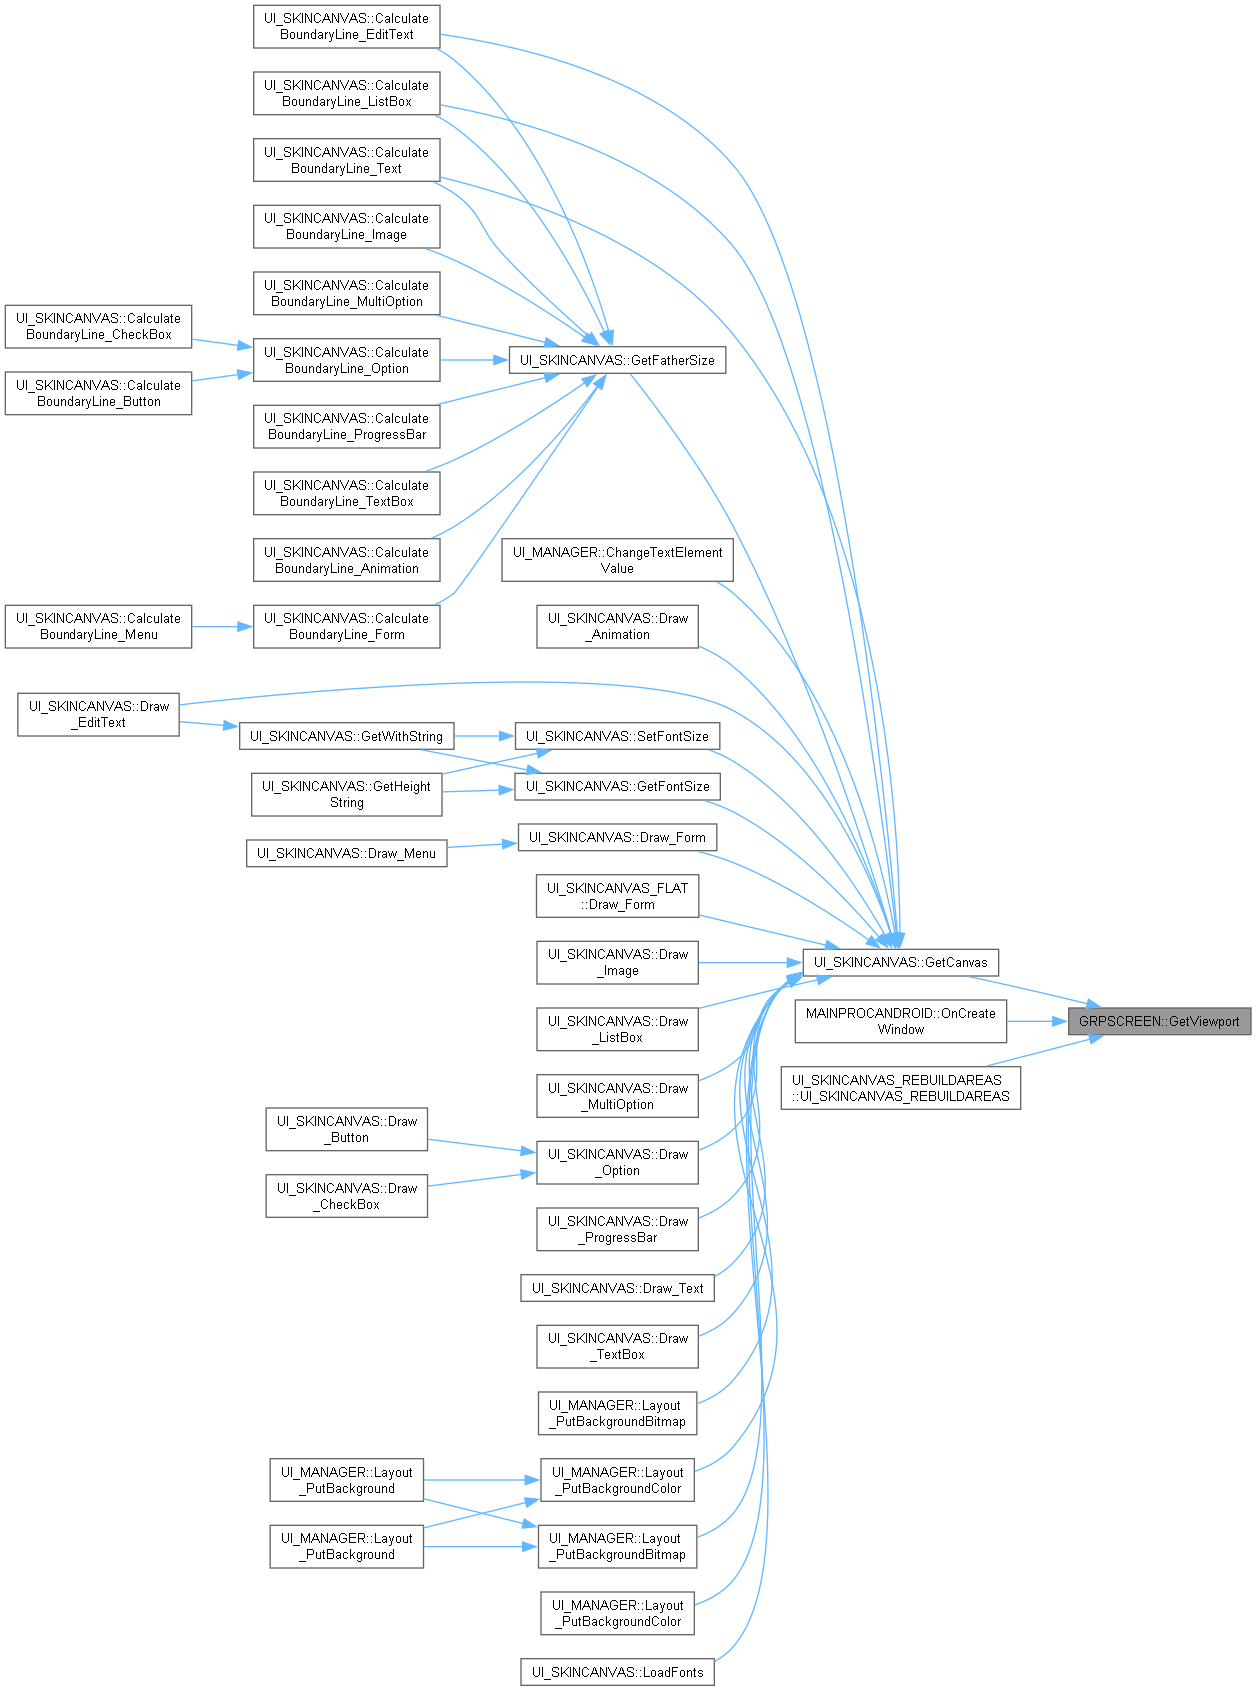 UI_SKINCANVAS::Calculate
BoundaryLine_EditText
UI_SKINCANVAS::Calculate
BoundaryLine_ListBox
UI_SKINCANVAS::Calculate
BoundaryLine_Text
UI_SKINCANVAS::Calculate
BoundaryLine_Image
UI_SKINCANVAS::Calculate
BoundaryLine_MultiOption
UI_SKINCANVAS::Calculate
BoundaryLine_CheckBox
UI_SKINCANVAS::Calculate
BoundaryLine_Option
UI_SKINCANVAS::GetFatherSize
UI_SKINCANVAS::Calculate
BoundaryLine_Button
UI_SKINCANVAS::Calculate
BoundaryLine_ProgressBar
UI_SKINCANVAS::Calculate
BoundaryLine_TextBox
UI_SKINCANVAS::Calculate
BoundaryLine_Animation
UI_MANAGER::ChangeTextElement
Value
UI_SKINCANVAS::Calculate
BoundaryLine_Menu
UI_SKINCANVAS::Calculate
BoundaryLine_Form
UI_SKINCANVAS::Draw
_Animation
UI_SKINCANVAS::Draw
_EditText
UI_SKINCANVAS::GetWithString
UI_SKINCANVAS::SetFontSize
UI_SKINCANVAS::GetHeight
String
UI_SKINCANVAS::GetFontSize
UI_SKINCANVAS::Draw_Menu
UI_SKINCANVAS::Draw_Form
UI_SKINCANVAS_FLAT
::Draw_Form
UI_SKINCANVAS::Draw
_Image
UI_SKINCANVAS::GetCanvas
UI_SKINCANVAS::Draw
_ListBox
MAINPROCANDROID::OnCreate
Window
GRPSCREEN::GetViewport
UI_SKINCANVAS_REBUILDAREAS
::UI_SKINCANVAS_REBUILDAREAS
UI_SKINCANVAS::Draw
_MultiOption
UI_SKINCANVAS::Draw
_Button
UI_SKINCANVAS::Draw
_Option
UI_SKINCANVAS::Draw
_CheckBox
UI_SKINCANVAS::Draw
_ProgressBar
UI_SKINCANVAS::Draw_Text
UI_SKINCANVAS::Draw
_TextBox
UI_MANAGER::Layout
_PutBackgroundBitmap
UI_MANAGER::Layout
_PutBackground
UI_MANAGER::Layout
_PutBackgroundColor
UI_MANAGER::Layout
_PutBackground
UI_MANAGER::Layout
_PutBackgroundBitmap
UI_MANAGER::Layout
_PutBackgroundColor
UI_SKINCANVAS::LoadFonts